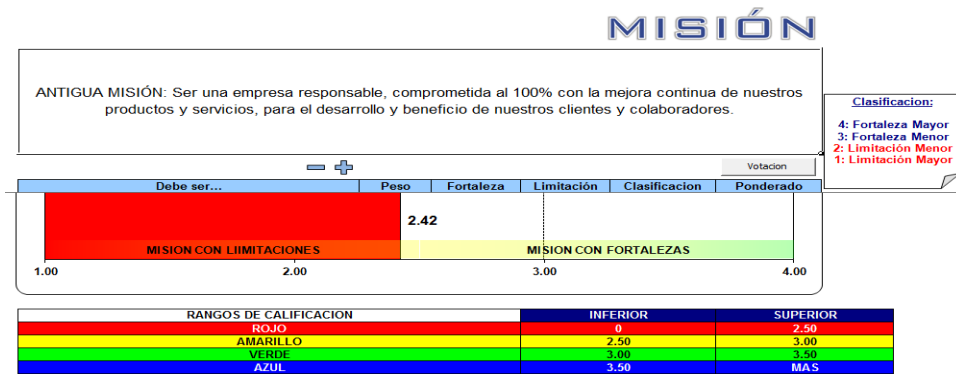 MISIÓN
ANTIGUA MISIÓN: Ser una empresa responsable, comprometida al 100% con la mejora continua de nuestros
productos y servicios, para el desarrollo y beneficio de nuestros clientes y colaboradores.
Clasificacion:
4: Fortaleza Mayor
3: Fortaleza Menor
2: Limitación Menor
1: Limitación Mayor
Votacion
Debe ser... Peso Fortaleza Limitación Clasificacion Ponderado
2.42
MISION CON LIIMITACIONES MISION CON FORTALEZAS
1.00 2.00 3.00 4.00
RANGOS DE CALIFICACION INFERIOR SUPERIOR
ROJO 0 2.50
AMARILLO 2.50 3.00
VERDE 3.00 3.50
AZUL 3.50 MAS